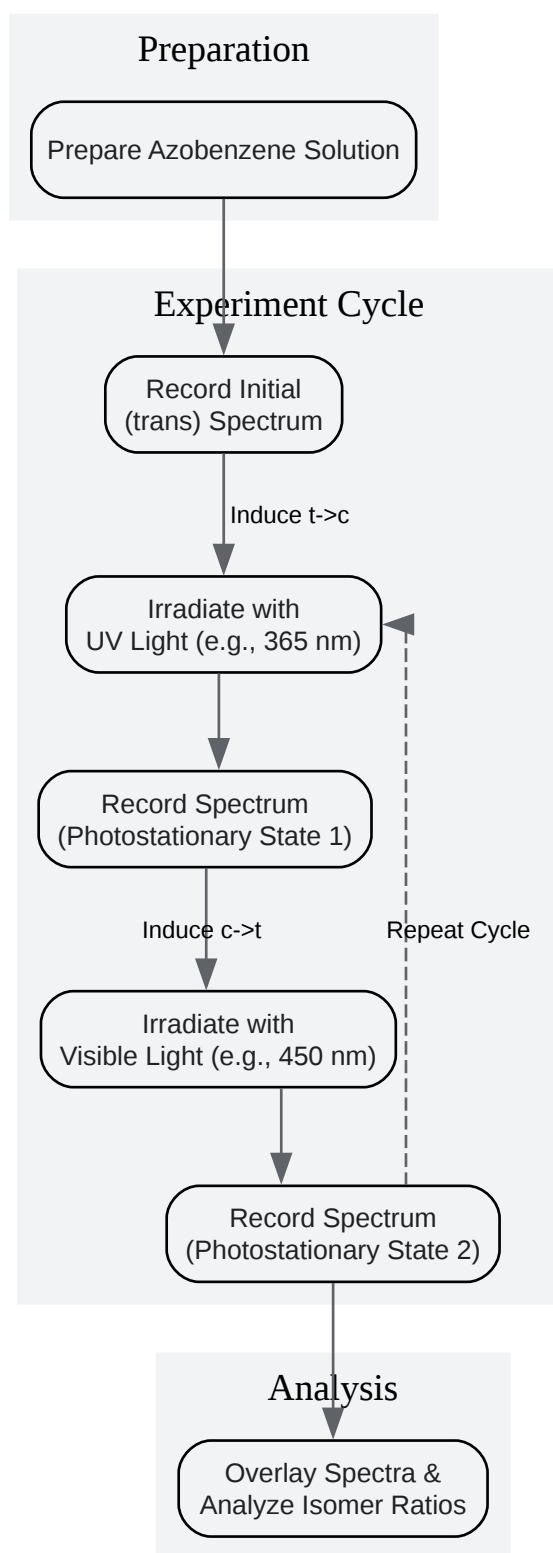 Preparation
Prepare Azobenzene Solution
Experiment Cycle
Record Initial
(trans) Spectrum
Induce t->c
Irradiate with
UV Light (e.g., 365 nm)
Record Spectrum
(Photostationary State 1)
Induce c->t
Repeat Cycle
Irradiate with
Visible Light (e.g., 450 nm)
Record Spectrum
(Photostationary State 2)
Analysis
Overlay Spectra &
Analyze Isomer Ratios